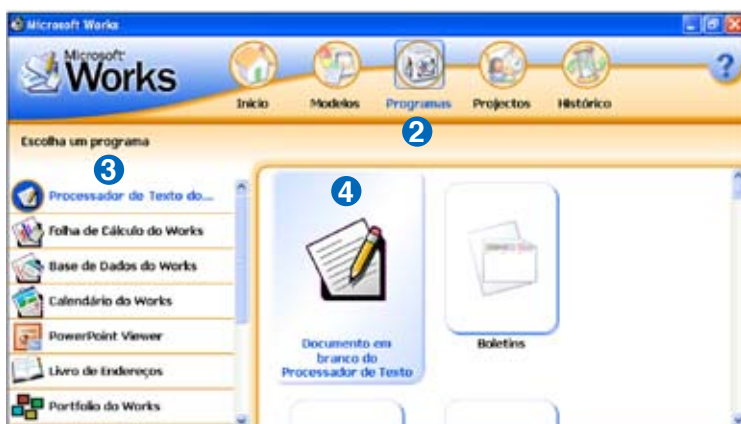 Microsoft Works
Microsoft
Works
Início
Modelos
Programas
Projectos
Histórico
?
2
Escolha um programa
3
Processador de Texto do...
Folha de Cálculo do Works
Base de Dados do Works
Calendário do Works
PowerPoint Viewer
Livro de Endereços
Portfolio do Works
4
Documento em
branco do
Processador de Texto
Boletins